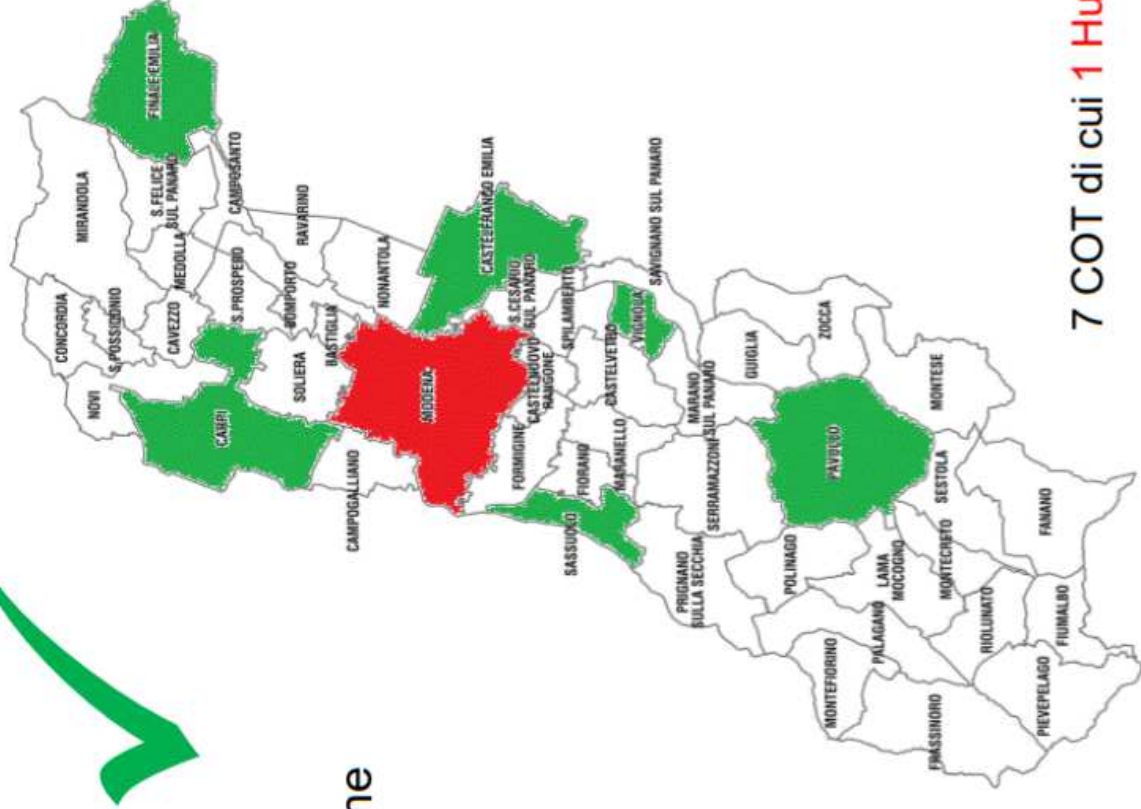 ne
FINALE EMILIA
MIRANDOLA
CONCORDIA
NOVI
S.POSSIDONIO
S.FELICE
SUL PANARO
MEDOLLA
CAVEZZO
CAMPOSANTO
S.PROSPERO
CARPI
RAVARINO
BOMPORTO
SOLIERA
BASTIGLIA
NONANTOLA
CAMPOGALLIANO
MODENA
CASTELFRANCO EMILIA
S.CESARIO
SUL PANARO
FORMIGINE
CASTELNUOVO
RANGONE
SPILAMBERTO
SASSUOLO
FIORANO
MARANELLO
CASTELVETRO
VIGNOLA
SAVIGNANO SUL PANARO
PRIGNANO
SULLA SECCHIA
SERRAMAZZONI
MARANO
SUL PANARO
GUIGLIA
ZOCCA
POLINAGO
PAVULLO
MONTEFIORINO
PALAGANO
LAMA
MOCOGNO
MONTECRETO
SESTOLA
MONTESE
FRASSINORO
RIOLUNATO
PIEVEPELAGO
FIUMALBO
FANANO
7 COT di cui 1 Hu